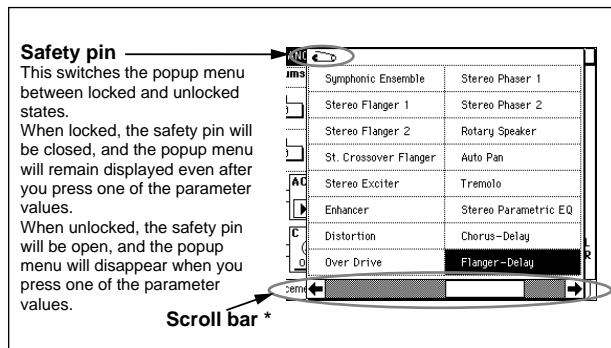 Safety pin
This switches the popup menu
between locked and unlocked
states.
When locked, the safety pin will
be closed, and the popup menu
will remain displayed even after
you press one of the parameter
values.
When unlocked, the safety pin
will be open, and the popup
menu will disappear when you
press one of the parameter
values.
Scroll bar *
ums
Symphonic Ensemble
Stereo Phaser 1
Stereo Flanger 1
Stereo Phaser 2
Stereo Flanger 2
Rotary Speaker
St. Crossover Flanger
Auto Pan
AC
Stereo Exciter
Tremolo
Enhancer
Stereo Parametric EQ
C
Distortion
Chorus-Delay
L
R
0
Over Drive
Flanger-Delay